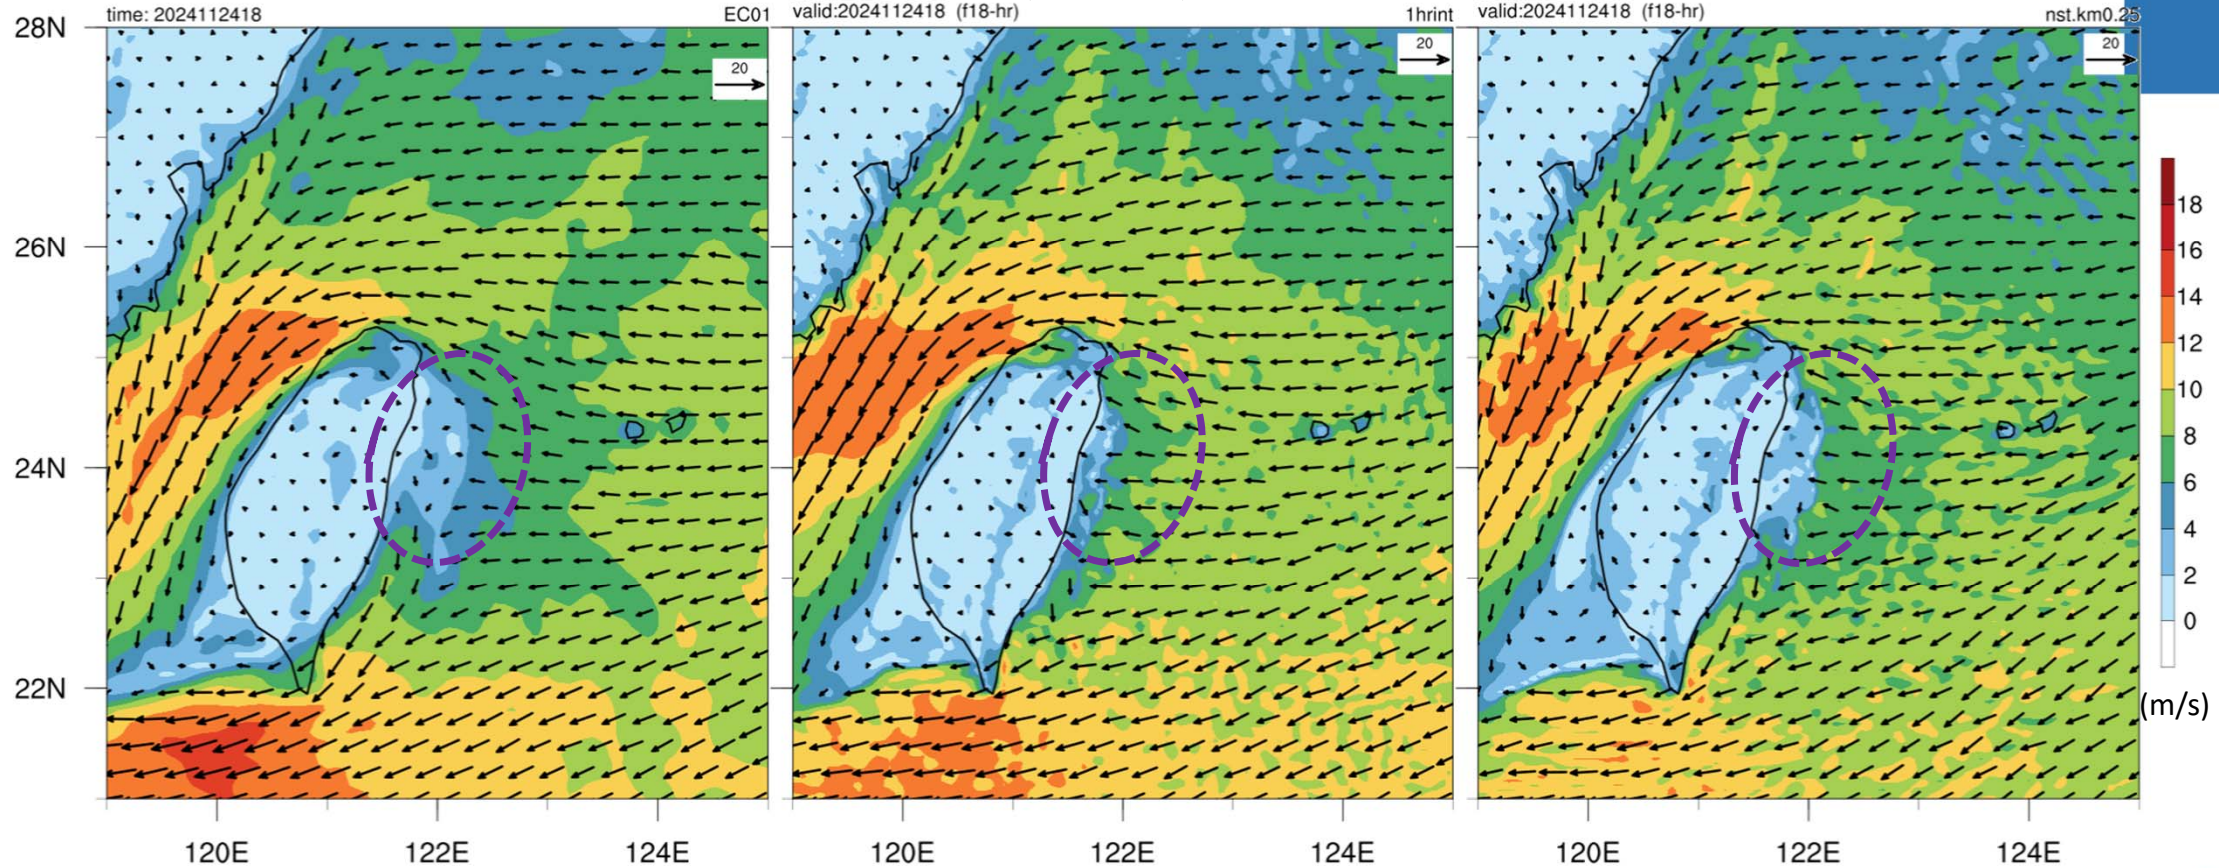 time: 2024112418 EC01
valid:2024112418 (f18-hr) 1hrint
valid:2024112418 (f18-hr) nst.km0.25
20
20
20
28N
26N
24N
22N
120E 122E 124E
120E 122E 124E
120E 122E 124E
18
16
14
12
10
8
6
4
2
0
(m/s)